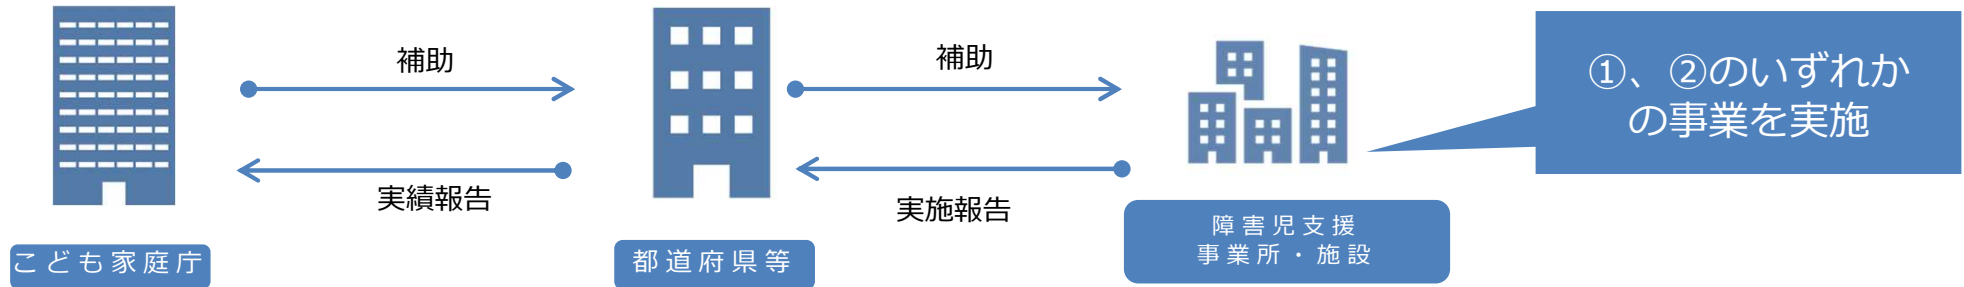 補助
実績報告
補助
実施報告
①、②のいずれか
の事業を実施
こども家庭庁
都道府県等
障害児支援
事業所・施設